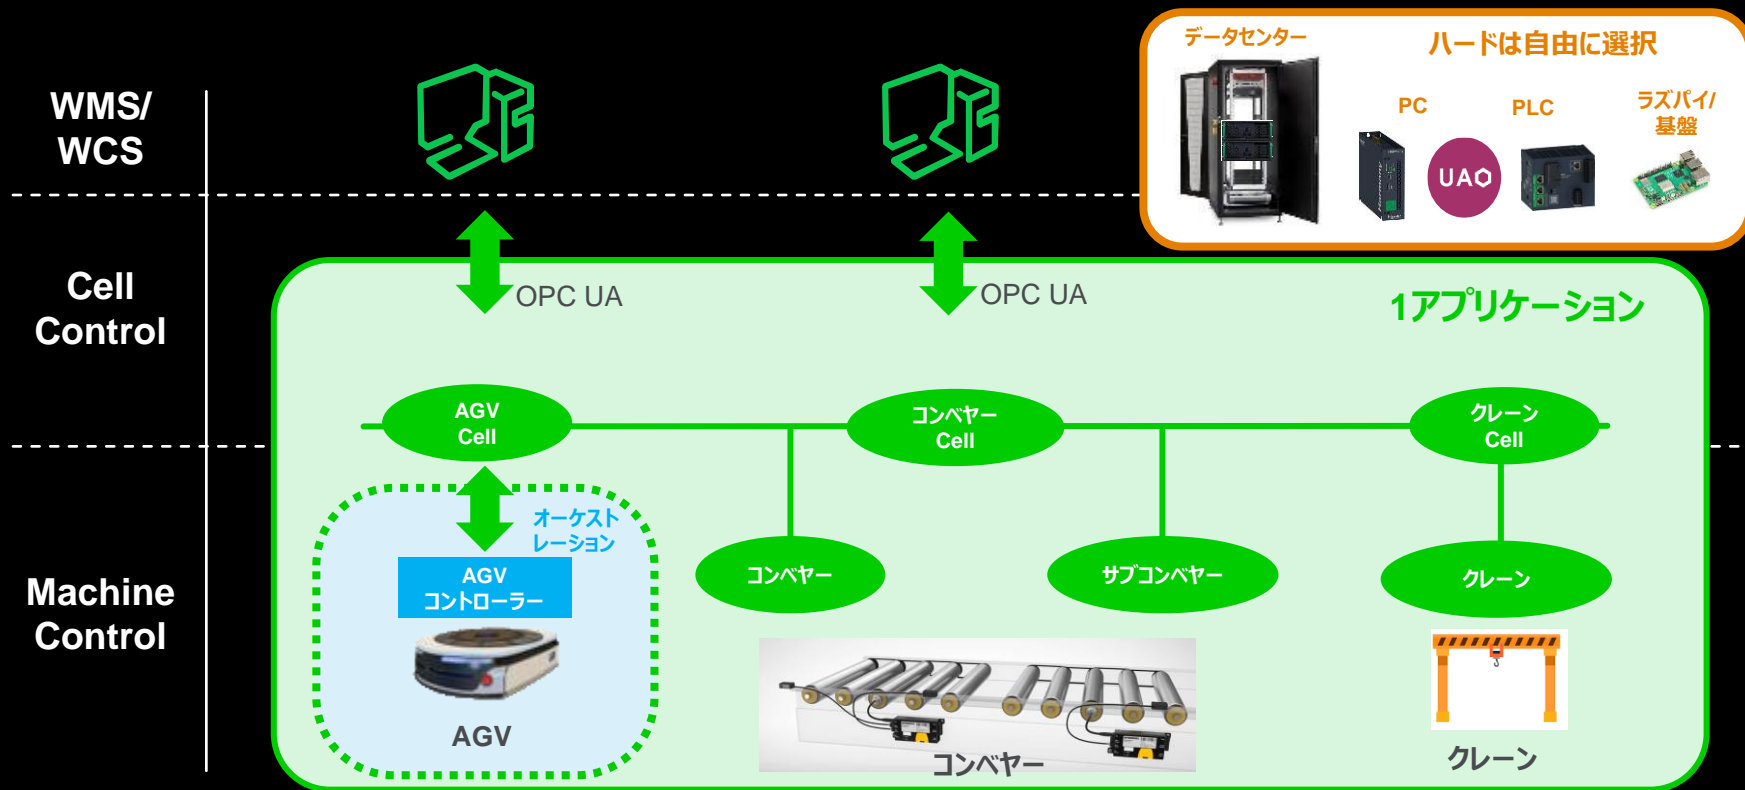 データセンター
ハードは自由に選択
PC
PLC
ラズパイ/
基盤
UAO
WMS/
WCS
Cell
Control
Machine
Control
OPC UA
OPC UA
1アプリケーション
AGV
Cell
コンベヤー
Cell
クレーン
Cell
オーケスト
レーション
AGV
コントローラー
コンベヤー
サブコンベヤー
クレーン
AGV
コンベヤー
クレーン